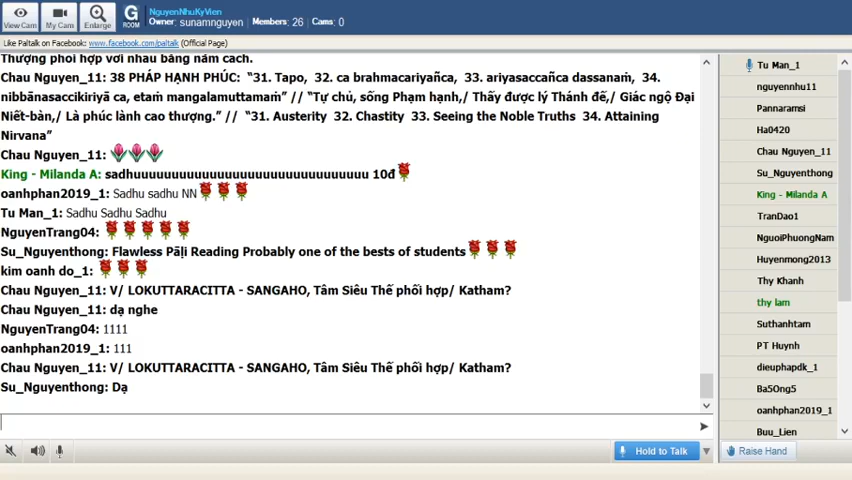 NguyenNhuKyVien
Owner: sunamnguyen Members: 26 Cams: 0
View Cam My Cam Enlarge G ROOM
Like Paltalk on Facebook: www.facebook.com/paltalk (Official Page)
Thượng phối hợp với nhau bằng năm cách.
Chau Nguyen_11: 38 PHÁP HẠNH PHÚC: “31. Tapo, 32. ca brahmacariyañca, 33. ariyasaccañca dassanaṁ, 34.
nibbānasaccikiriyā ca, etaṁ mangalamuttamaṁ” // “Tự chủ, sống Phạm hạnh,/ Thấy được lý Thánh đế,/ Giác ngộ Đại
Niết-bàn,/ Là phúc lành cao thượng.” // “31. Austerity 32. Chastity 33. Seeing the Noble Truths 34. Attaining
Nirvana”
Chau Nguyen_11:
King - Milanda A: sadhuuuuuuuuuuuuuuuuuuuuuuuuuuuuuuu 10đ
oanhphan2019_1: Sadhu sadhu NN
Tu Man_1: Sadhu Sadhu Sadhu
NguyenTrang04:
Su_Nguyenthong: Flawless Pāḷi Reading Probably one of the bests of students
kim oanh do_1:
Chau Nguyen_11: V/ LOKUTTARACITTA - SANGAHO, Tâm Siêu Thế phối hợp/ Katham?
Chau Nguyen_11: dạ nghe
NguyenTrang04: 1111
oanhphan2019_1: 111
Chau Nguyen_11: V/ LOKUTTARACITTA - SANGAHO, Tâm Siêu Thế phối hợp/ Katham?
Su_Nguyenthong: Dạ
Hold to Talk
Tu Man_1
nguyennhu11
Pannaramsi
Ha0420
Chau Nguyen_11
Su_Nguyenthong
King - Milanda A
TranDao1
NguoiPhuongNam
Huyenmong2013
Thy Khanh
thy lam
Suthanhtam
PT Huynh
dieuphapdk_1
Ba5Ong5
oanhphan2019_1
Buu_Lien
Raise Hand